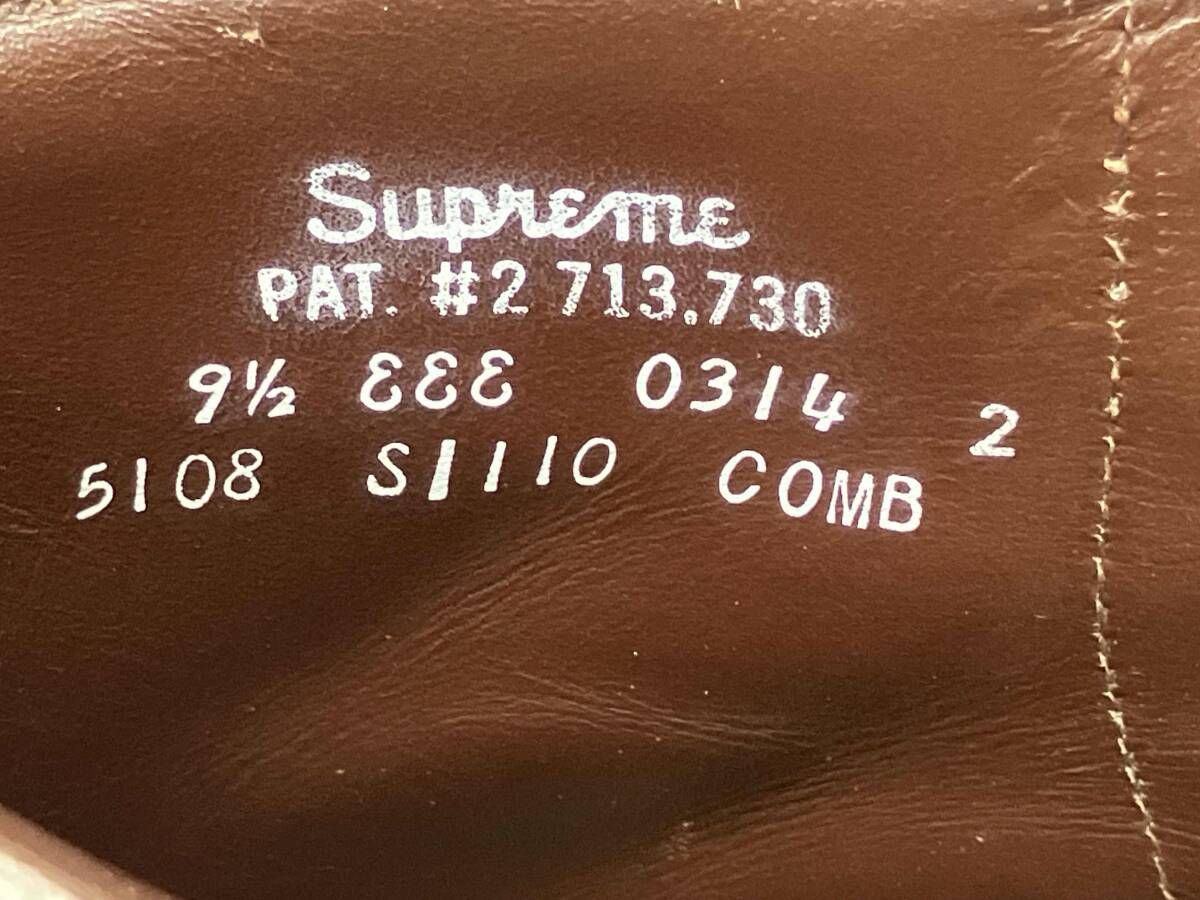 Supreme
PAT. #2 713.730
9½ EEE 0314 2
5108 S1110 COMB